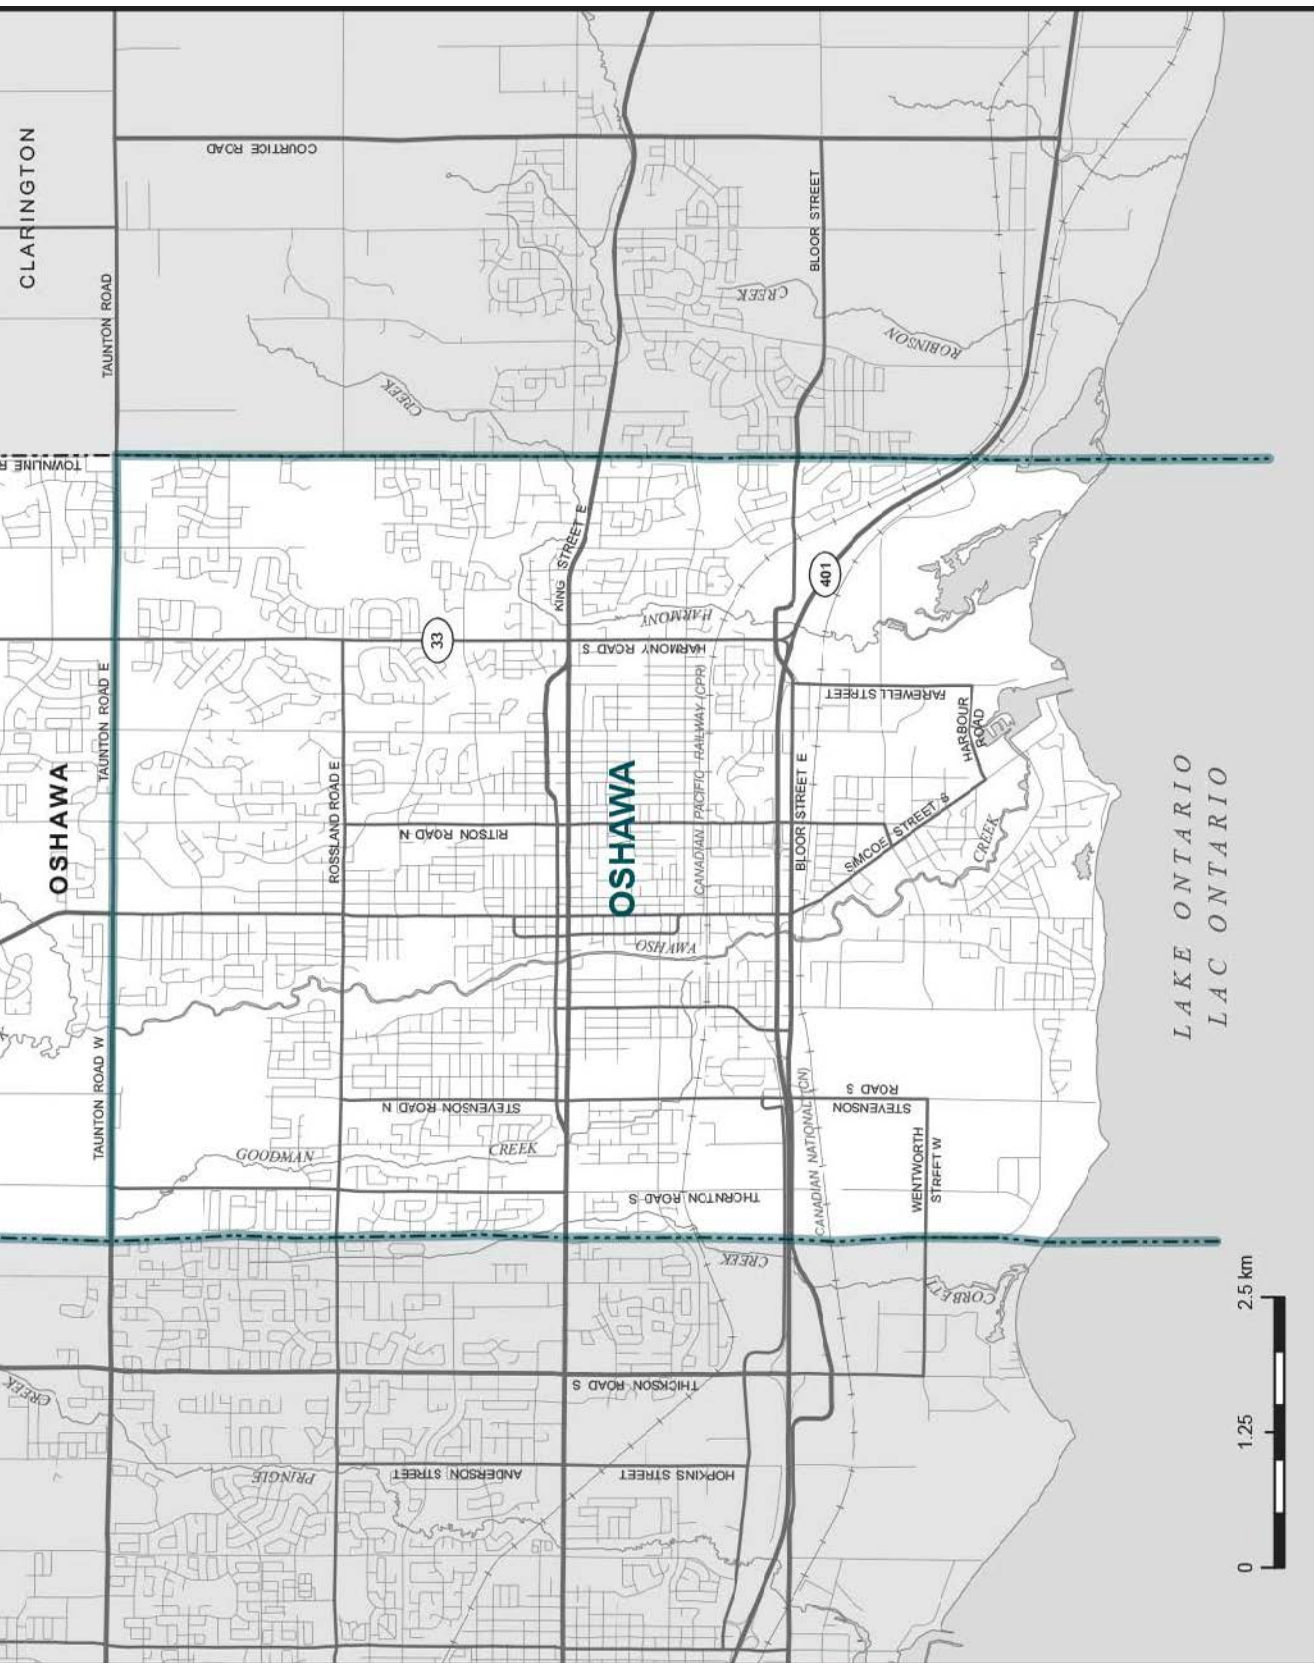 CLARINGTON
COURTICE ROAD
TAUNTON ROAD
BLOOR STREET
CREEK
ROBINSON
CREEK
TOWNLINE R
KING STREET E
401
33
HARMONY
HARMONY ROAD S
TAUNTON ROAD E
FAREWELL STREET
HARBOUR
ROAD
OSHAWA
ROSSLAND ROAD E
RITSON ROAD N
OSHAWA
CANADIAN PACIFIC RAILWAY (CPR)
BLOOR STREET E
SIMCOE STREET S
CREEK
OSHAWA
LAKE ONTARIO
LAC ONTARIO
TAUNTON ROAD W
STEVENSON ROAD N
STEVENSON
ROAD S
GOODMAN
CREEK
THORNTON ROAD S
CANADIAN NATIONAL (CN)
WENTWORTH
STREET W
CREEK
CORBETT
THICKSON ROAD S
CREEK
PRINGLE
ANDERSON STREET
HOPKINS STREET
0
1.25
2.5 km